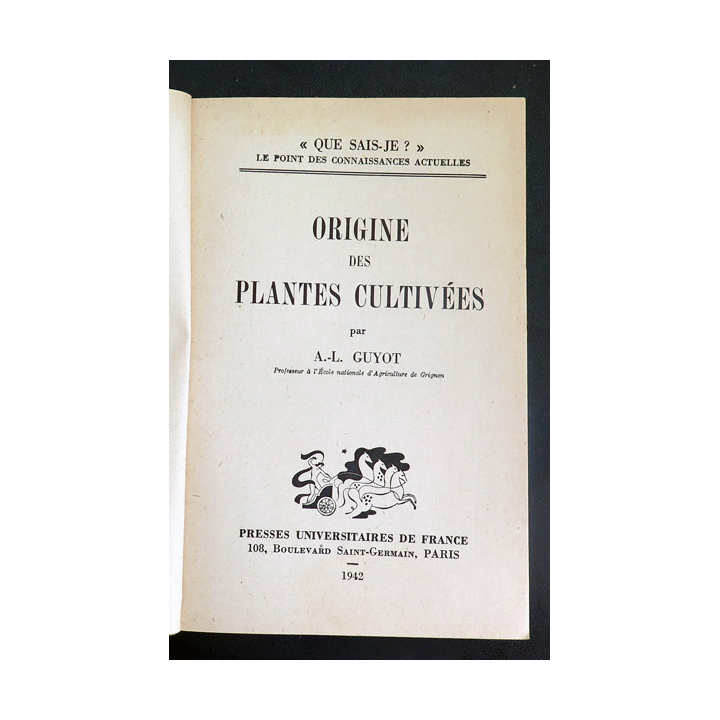 « QUE SAIS-JE ? »
LE POINT DES CONNAISSANCES ACTUELLES
ORIGINE
DES
PLANTES CULTIVÉES
par
A.-L. GUYOT
Professeur à l'École nationale d'Agriculture de Grignon
PRESSES UNIVERSITAIRES DE FRANCE
108, BOULEVARD SAINT-GERMAIN, PARIS
1942